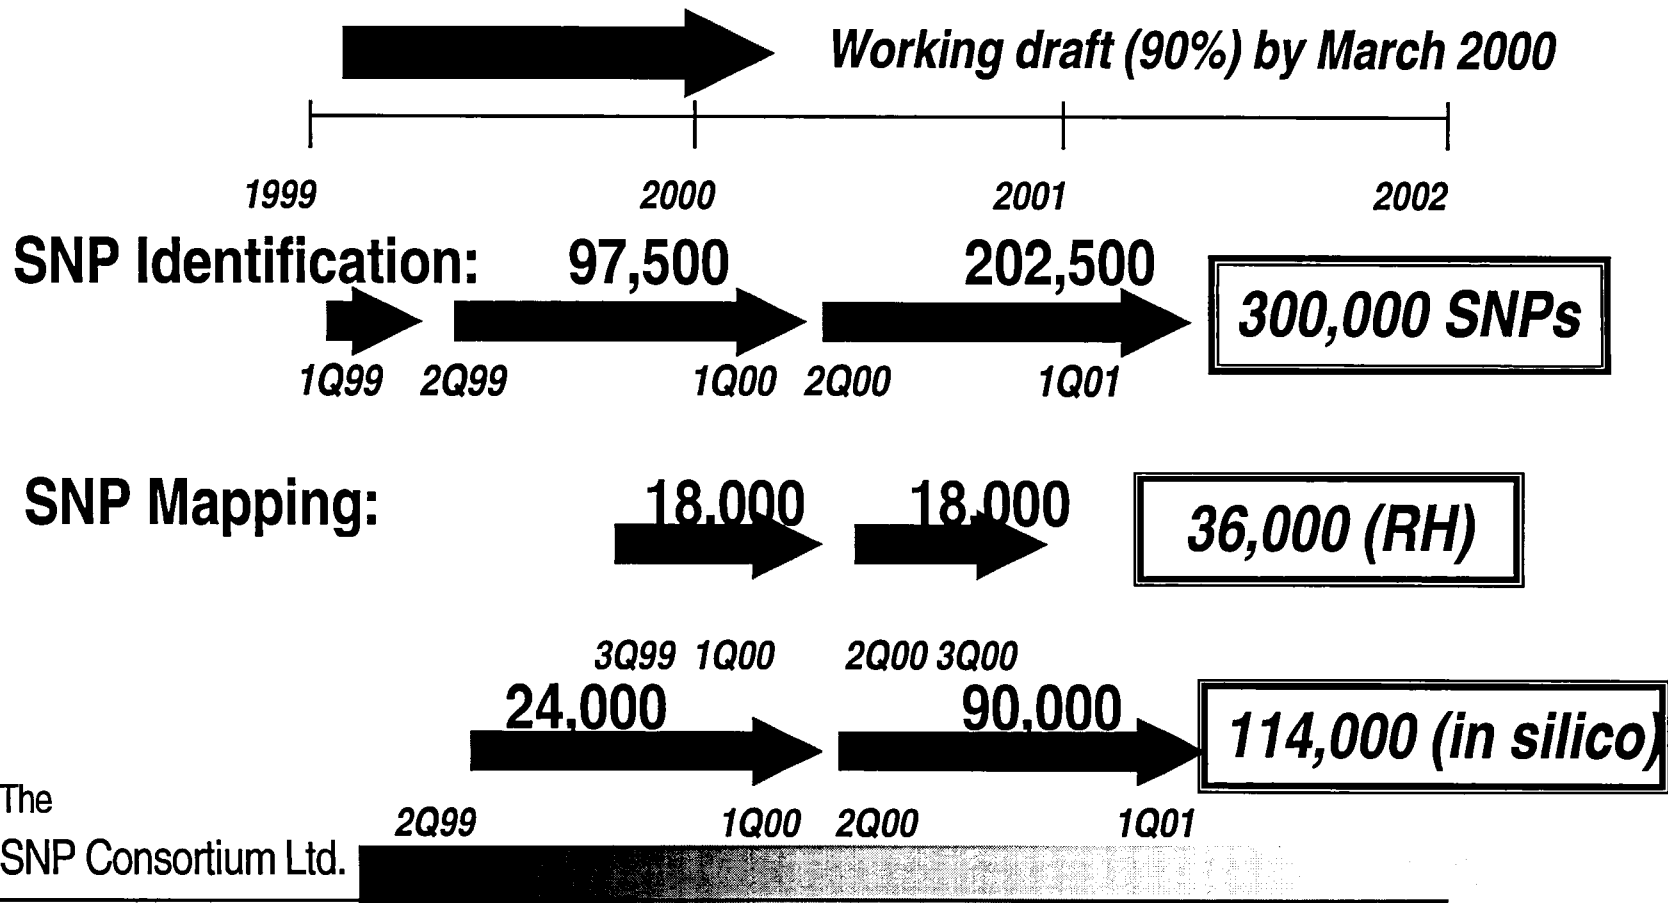 Working draft (90%) by March 2000
1999 2000 2001 2002
SNP Identification: 97,500 202,500
300,000 SNPs
1Q99 2Q99 1Q00 2Q00 1Q01
SNP Mapping: 18,000 18,000
36,000 (RH)
3Q99 1Q00 2Q00 3Q00
24,000 90,000
114,000 (in silico)
The
2Q99 1Q00 2Q00 1Q01
SNP Consortium Ltd.